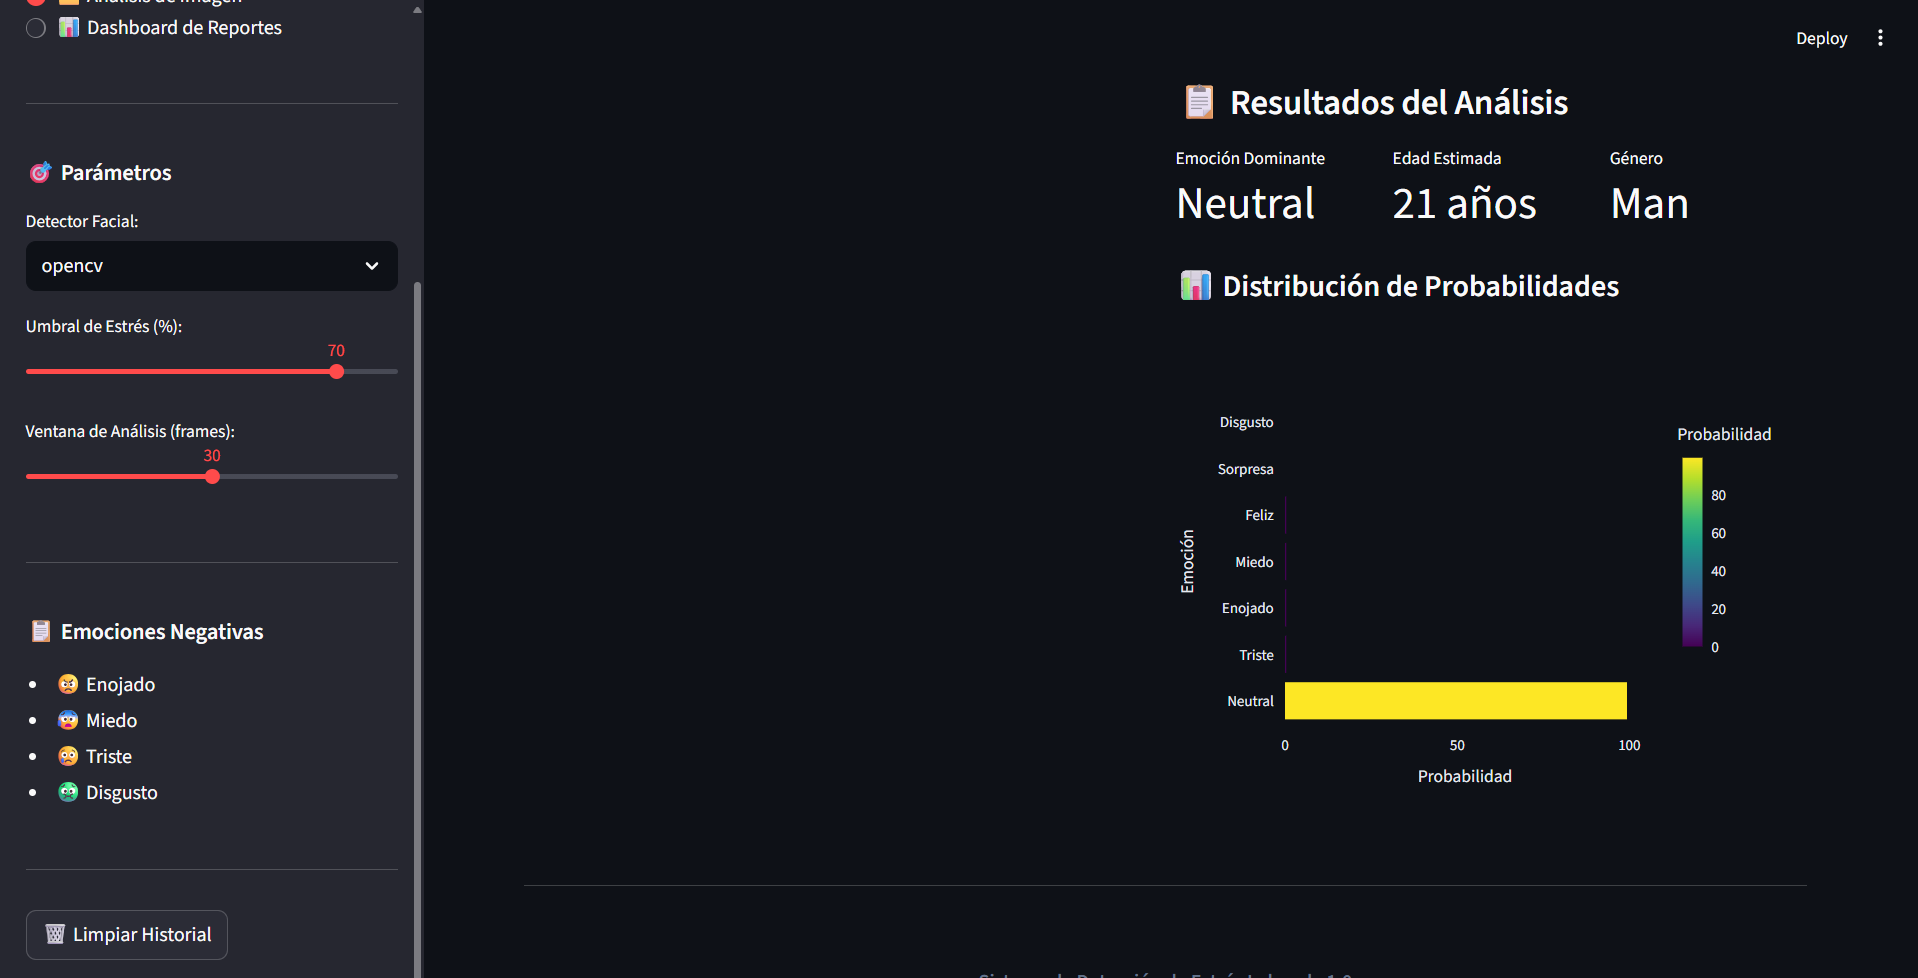 Análisis de Imagen
Dashboard de Reportes
Parámetros
Detector Facial:
opencv
Umbral de Estrés (%):
70
Ventana de Análisis (frames):
30
Emociones Negativas
Enojado
Miedo
Triste
Disgusto
Limpiar Historial
Deploy
Resultados del Análisis
Emoción Dominante
Neutral
Edad Estimada
21 años
Género
Man
Distribución de Probabilidades
Disgusto
Sorpresa
Feliz
Miedo
Enojado
Triste
Neutral
Emoción
0 50 100
Probabilidad
Probabilidad
80
60
40
20
0